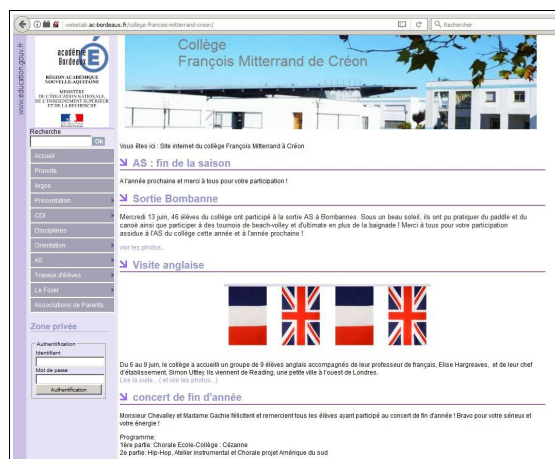 webetab.ac-bordeaux.fr/college-francois-mitterrand-creon/
Rechercher
www.education.gouv.fr
académie
Bordeaux
RÉGION ACADÉMIQUE
NOUVELLE-AQUITAINE
MINISTÈRE
DE L'ÉDUCATION NATIONALE,
DE L'ENSEIGNEMENT SUPÉRIEUR
ET DE LA RECHERCHE
Collège
François Mitterrand de Créon
Recherche
Ok
Accueil
Pronote
Argos
Présentation
CDI
Disciplines
Orientation
AS
Travaux d'élèves
Le Foyer
Associations de Parents
Zone privée
Authentification
Identifiant
Mot de passe
Authentification
Vous êtes ici : Site internet du collège François Mitterrand à Créon
AS : fin de la saison
A l'année prochaine et merci à tous pour votre participation !
Sortie Bombanne
Mercredi 13 juin, 46 élèves du collège ont participé à la sortie AS à Bombannes. Sous un beau soleil, ils ont pu pratiquer du paddle et du
canoë ainsi que participer à des tournois de beach-volley et d'ultimate en plus de la baignade ! Merci à tous pour votre participation
assidue à l'AS du collège cette année et à l'année prochaine !
voir les photos...
Visite anglaise
Du 6 au 9 juin, le collège a accueilli un groupe de 9 élèves anglais accompagnés de leur professeur de français, Elise Hargreaves, et de leur chef
d'établissement, Simon Uttley. Ils viennent de Reading, une petite ville à l'ouest de Londres.
Lire la suite... ( et voir les photos...)
concert de fin d'année
Monsieur Chevalley et Madame Gachie félicitent et remercient tous les élèves ayant participé au concert de fin d'année ! Bravo pour votre sérieux et
votre énergie !
Programme:
1ère partie: Chorale Ecole-Collège : Cézanne
2e partie: Hip-Hop, Atelier instrumental et Chorale projet Amérique du sud